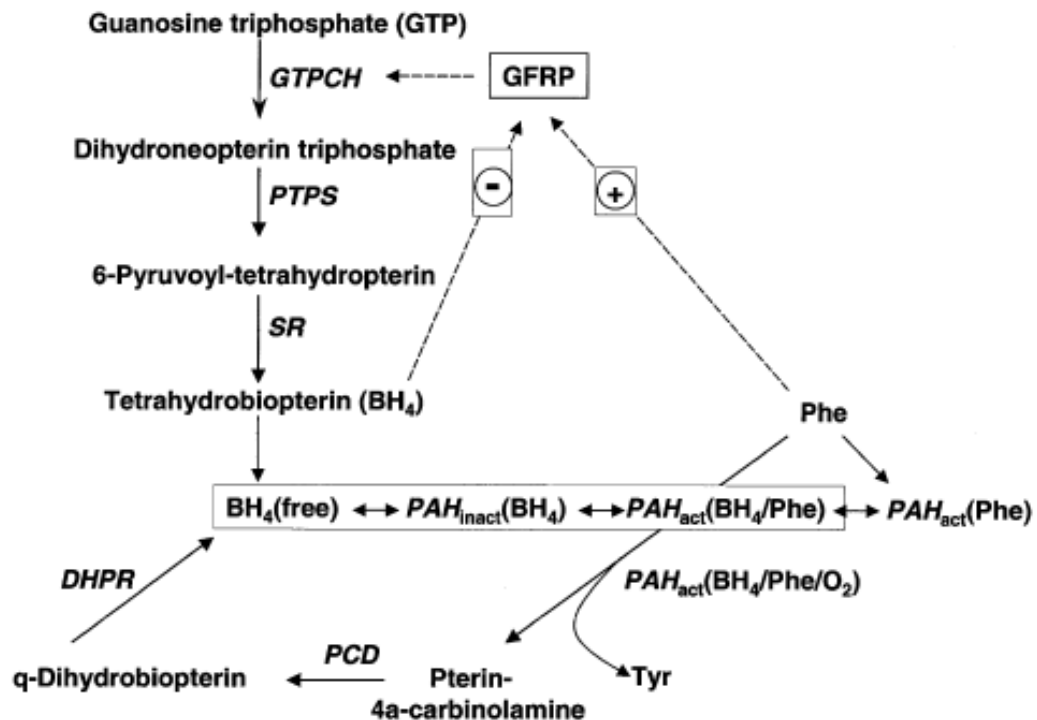 Guanosine triphosphate (GTP)
GTPCH
GFRP
Dihydroneopterin triphosphate
-
+
PTPS
6-Pyruvoyl-tetrahydropterin
SR
Tetrahydrobiopterin (BH₄)
Phe
BH₄(free)
PAHinact(BH₄)
PAHact(BH₄/Phe)
PAHact(Phe)
DHPR
PAHact(BH₄/Phe/O₂)
PCD
q-Dihydrobiopterin
Pterin-
4a-carbinolamine
Tyr